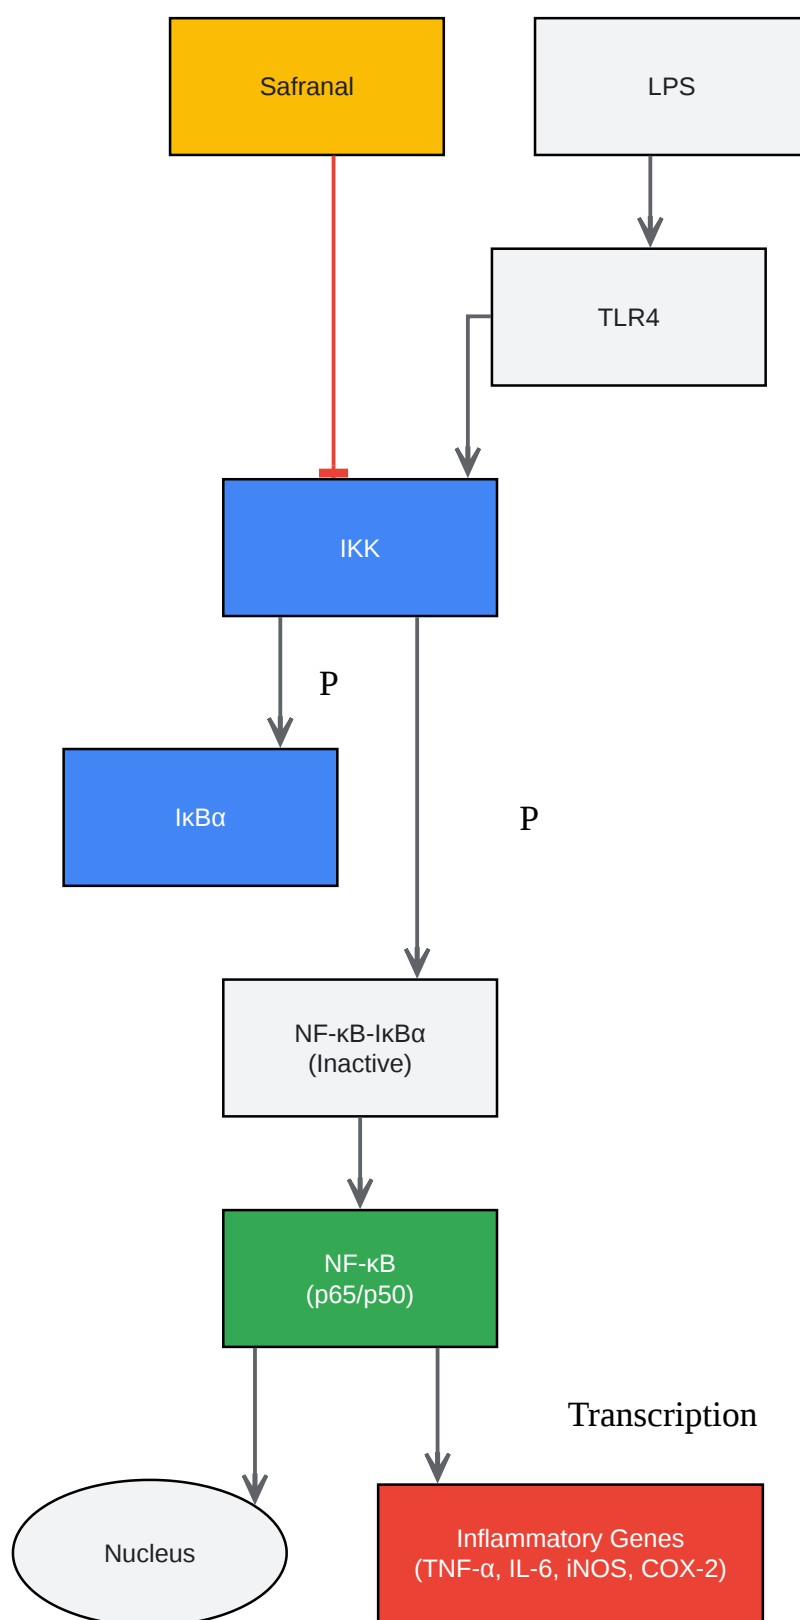 Safranal
LPS
TLR4
IKK
P
IκBα
P
NF-κB-IκBα
(Inactive)
NF-κB
(p65/p50)
Transcription
Nucleus
Inflammatory Genes
(TNF-α, IL-6, iNOS, COX-2)